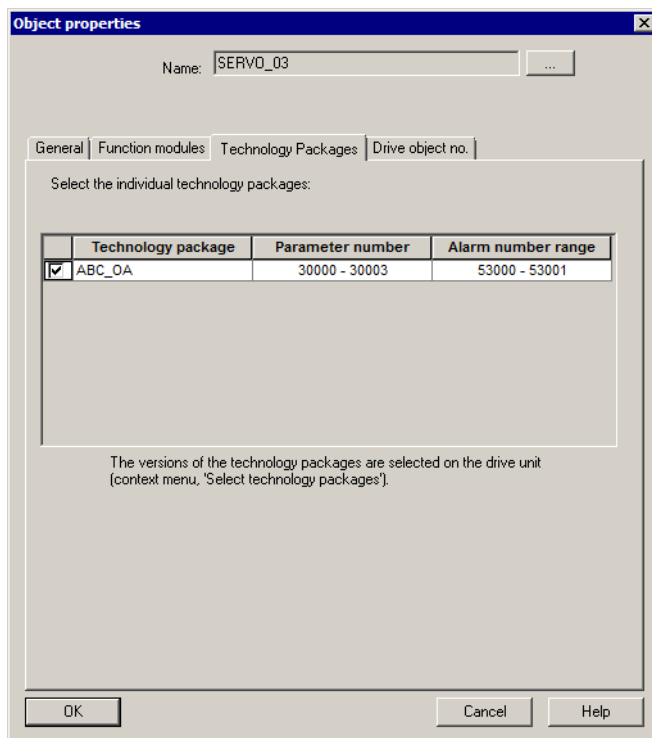 Object properties
Name: SERVO_03 ...
General Function modules Technology Packages Drive object no.
Select the individual technology packages:
Technology package Parameter number Alarm number range
ABC_OA 30000 - 30003 53000 - 53001
The versions of the technology packages are selected on the drive unit
(context menu, 'Select technology packages').
OK Cancel Help